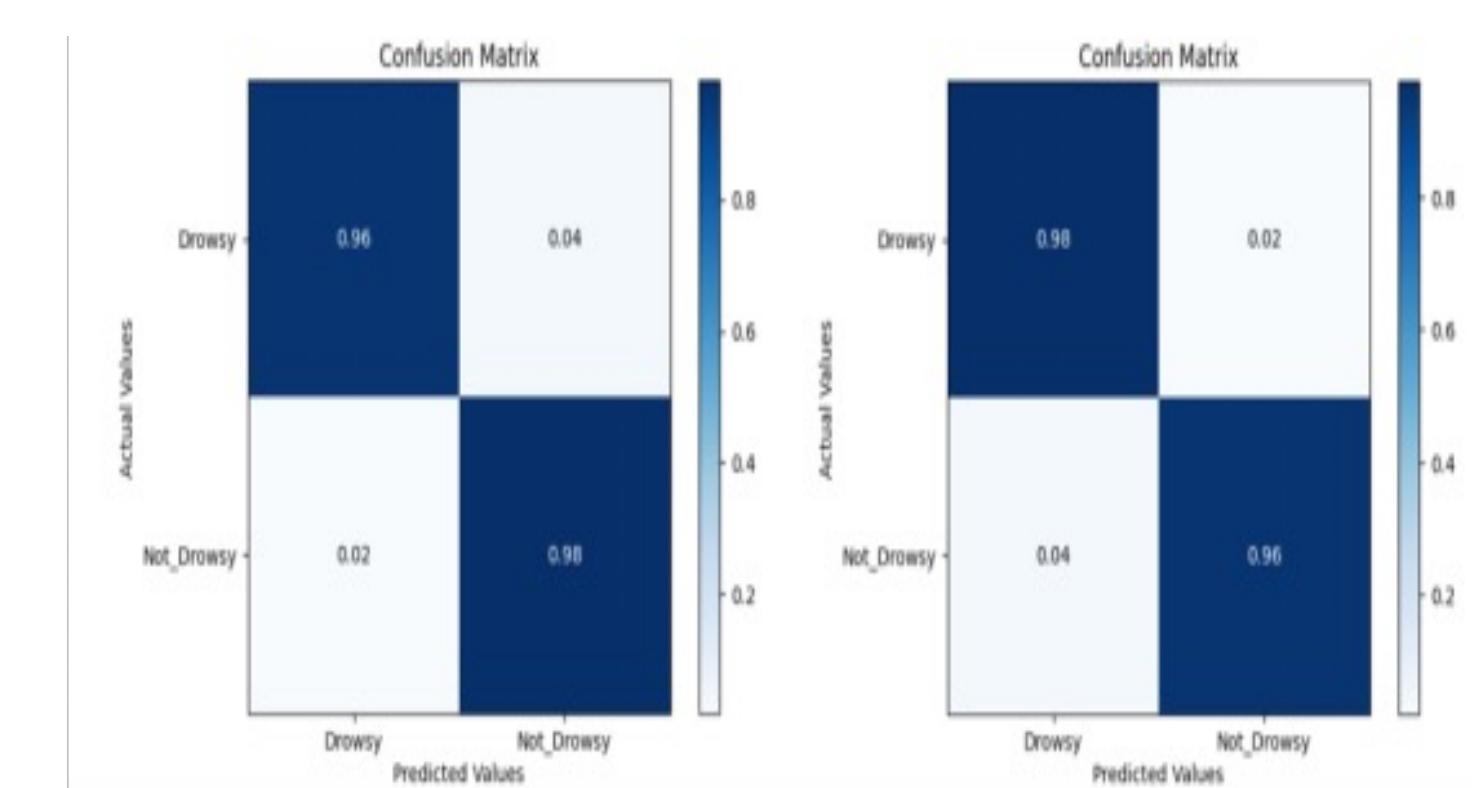 Confusion Matrix
Drowsy
Not_Drowsy
Actual Values
0.96
0.04
0.02
0.98
Drowsy
Not_Drowsy
Predicted Values
0.8
0.6
0.4
0.2
Confusion Matrix
Drowsy
Not_Drowsy
Actual Values
0.98
0.02
0.04
0.96
Drowsy
Not_Drowsy
Predicted Values
0.8
0.6
0.4
0.2